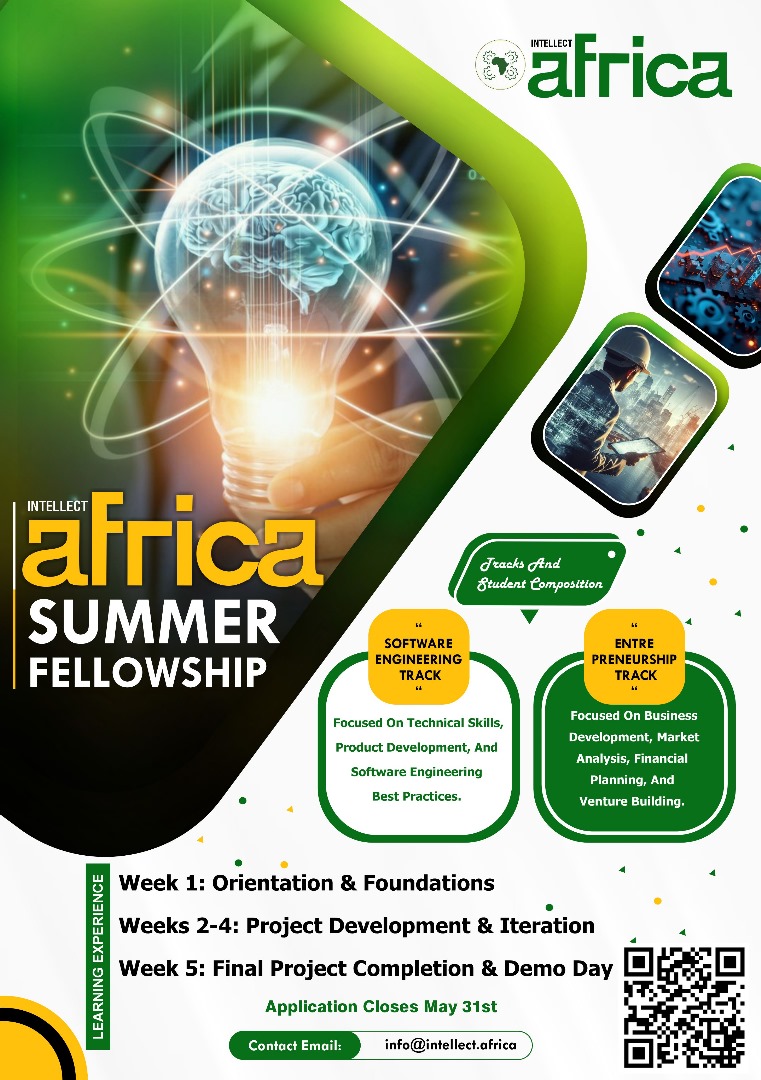 INTELLECT
africa
INTELLECT
africa
SUMMER
FELLOWSHIP
Tracks And
Student Composition
“
SOFTWARE
ENGINEERING
TRACK
“
Focused On Technical Skills,
Product Development, And
Software Engineering
Best Practices.
“
ENTRE
PRENEURSHIP
TRACK
“
Focused On Business
Development, Market
Analysis, Financial
Planning, And
Venture Building.
LEARNING EXPERIENCE
Week 1: Orientation & Foundations
Weeks 2-4: Project Development & Iteration
Week 5: Final Project Completion & Demo Day
Application Closes May 31st
Contact Email:
info@intellect.africa